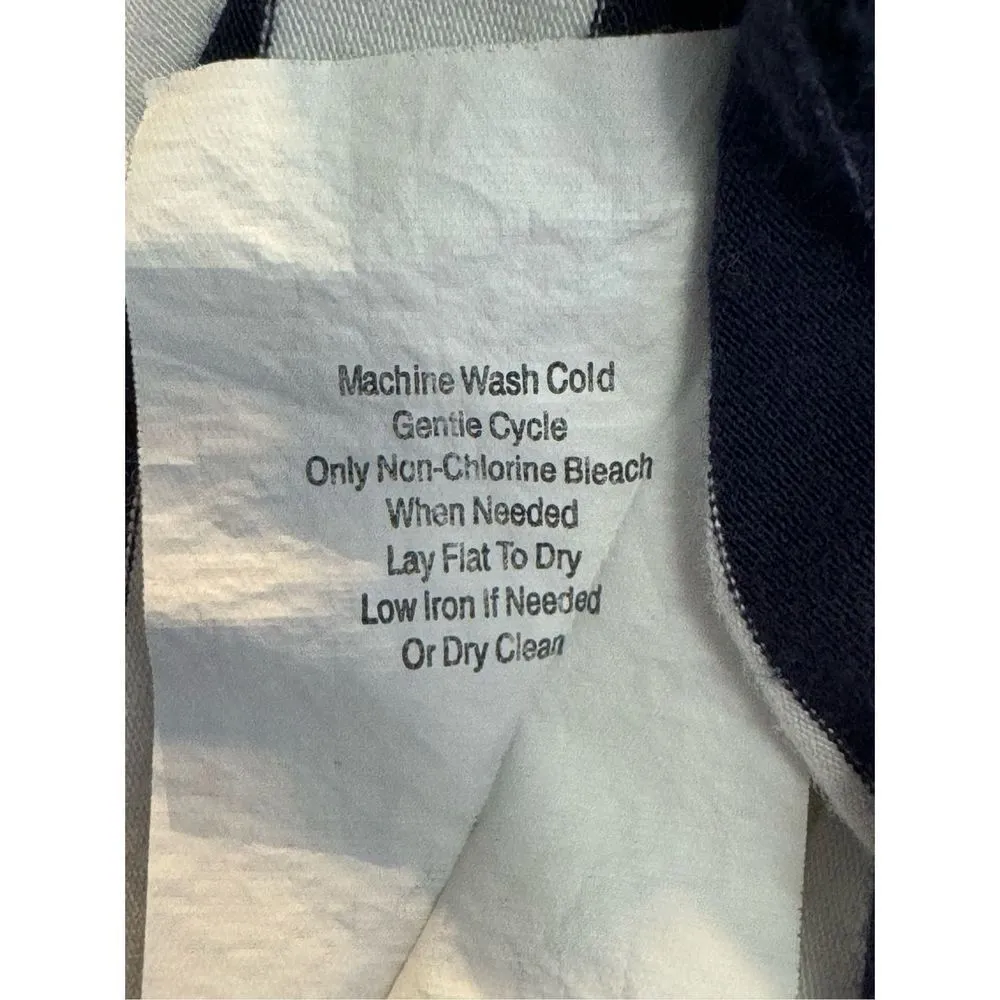 Machine Wash Cold
Gentle Cycle
Only Non-Chlorine Bleach
When Needed
Lay Flat To Dry
Low Iron If Needed
Or Dry Clean